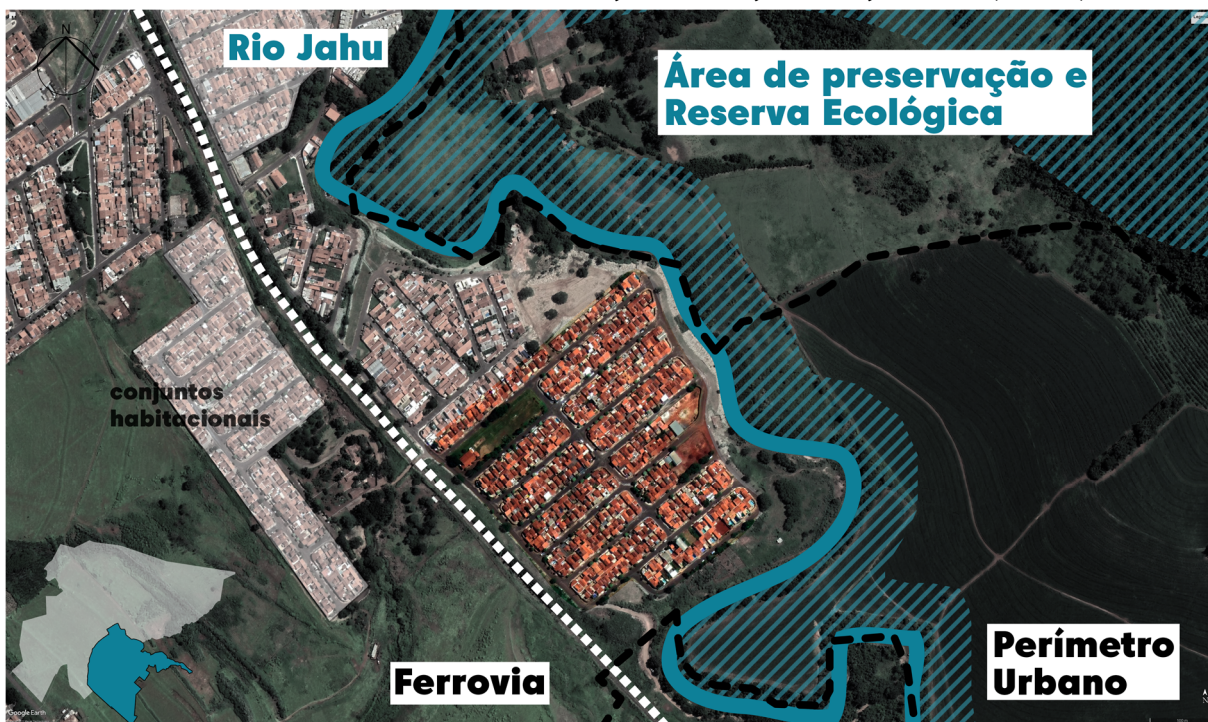 N
Rio Jahu
Área de preservação e
Reserva Ecológica
conjuntos
habitacionais
Ferrovia
Perímetro
Urbano
Google Earth